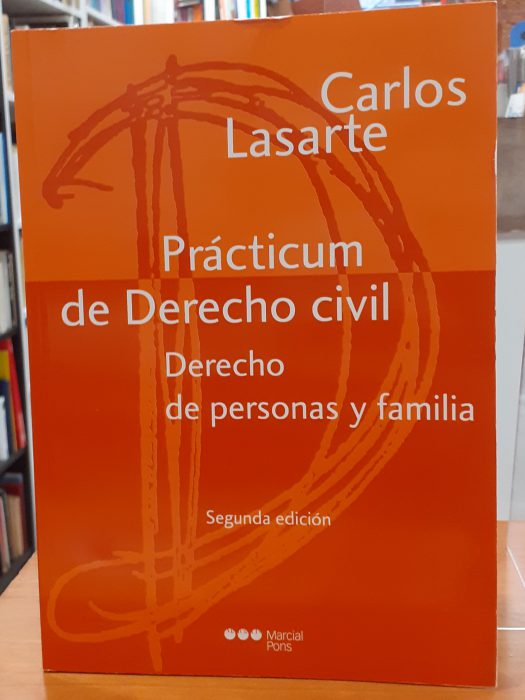 Carlos
Lasarte
Prácticum
de Derecho civil
Derecho
de personas y familia
Segunda edición
Marcial
Pons